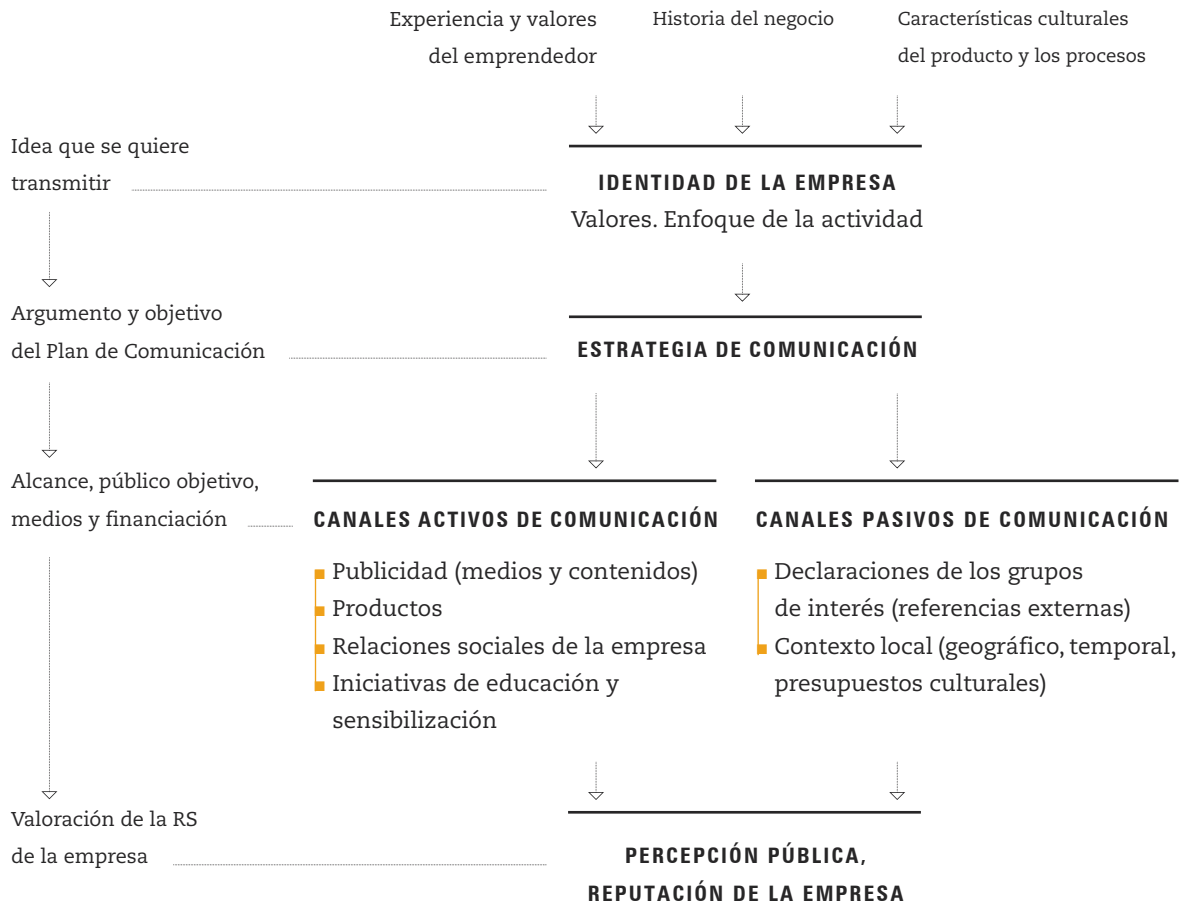 Experiencia y valores
del emprendedor
Historia del negocio
Características culturales
del producto y los procesos
Idea que se quiere
transmitir
IDENTIDAD DE LA EMPRESA
Valores. Enfoque de la actividad
Argumento y objetivo
del Plan de Comunicación
ESTRATEGIA DE COMUNICACIÓN
Alcance, público objetivo,
medios y financiación
CANALES ACTIVOS DE COMUNICACIÓN
Publicidad (medios y contenidos)
Productos
Relaciones sociales de la empresa
Iniciativas de educación y
sensibilización
CANALES PASIVOS DE COMUNICACIÓN
Declaraciones de los grupos
de interés (referencias externas)
Contexto local (geográfico, temporal,
presupuestos culturales)
Valoración de la RS
de la empresa
PERCEPCIÓN PÚBLICA,
REPUTACIÓN DE LA EMPRESA